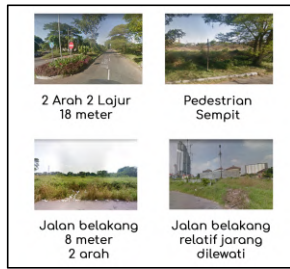 2 Arah 2 Lajur
18 meter
Pedestrian
Sempit
Jalan belakang
8 meter
2 arah
Jalan belakang
relatif jarang
dilewati